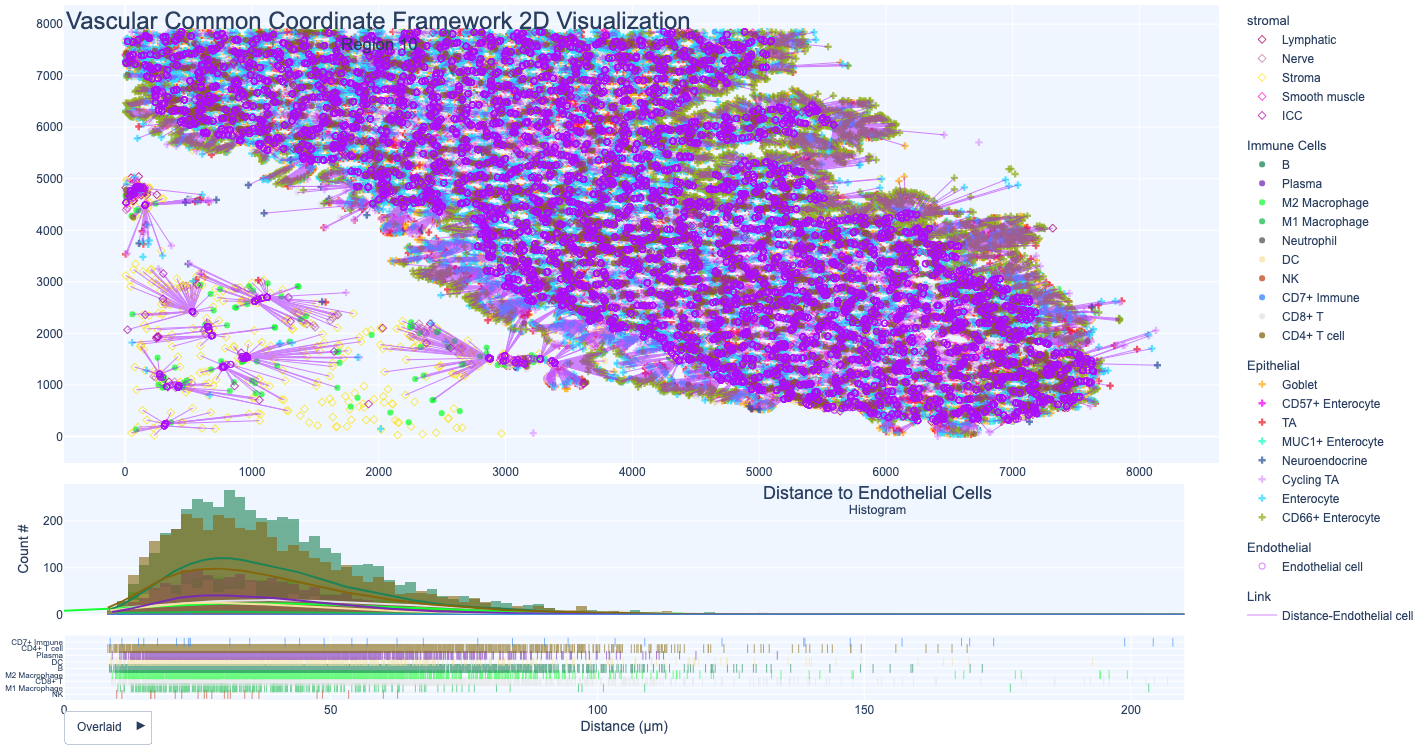 Vascular Common Coordinate Framework 2D Visualization
Region 10
8000
7000
6000
5000
4000
3000
2000
1000
0
0 1000 2000 3000 4000 5000 6000 7000 8000
stromal
Lymphatic
Nerve
Stroma
Smooth muscle
ICC
Immune Cells
B
Plasma
M2 Macrophage
M1 Macrophage
Neutrophil
DC
NK
CD7+ Immune
CD8+ T
CD4+ T cell
Epithelial
Goblet
CD57+ Enterocyte
TA
MUC1+ Enterocyte
Neuroendocrine
Cycling TA
Enterocyte
CD66+ Enterocyte
Endothelial
Endothelial cell
Link
Distance-Endothelial cell
Distance to Endothelial Cells
Histogram
Count #
200
100
0
CD7+ Immune
CD4+ T cell
Plasma
DC
B
M2 Macrophage
CD8+ T
M1 Macrophage
NK
0 50 100 150 200
Distance (μm)
Overlaid ►